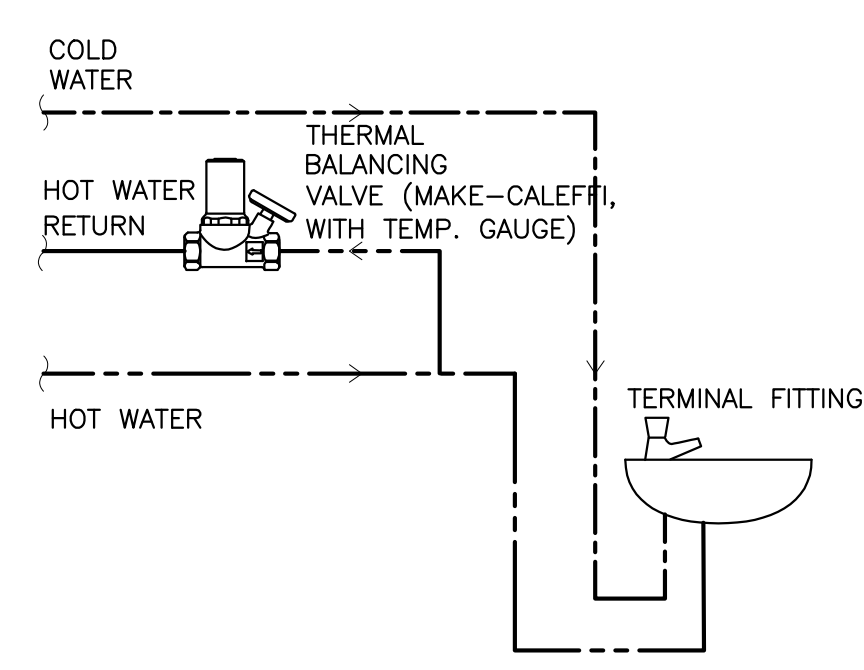 COLD
WATER
THERMAL
BALANCING
VALVE (MAKE-CALEFFI,
WITH TEMP. GAUGE)
HOT WATER
RETURN
HOT WATER
TERMINAL FITTING